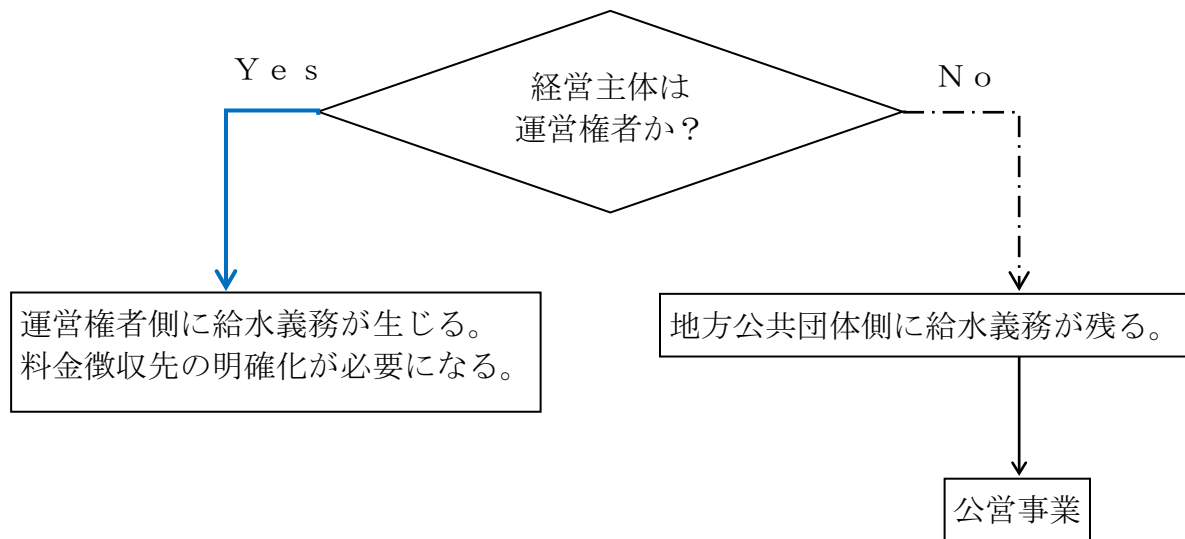 Ｙｅｓ
経営主体は
運営権者か？
Ｎｏ
運営権者側に給水義務が生じる。
料金徴収先の明確化が必要になる。
地方公共団体側に給水義務が残る。
公営事業